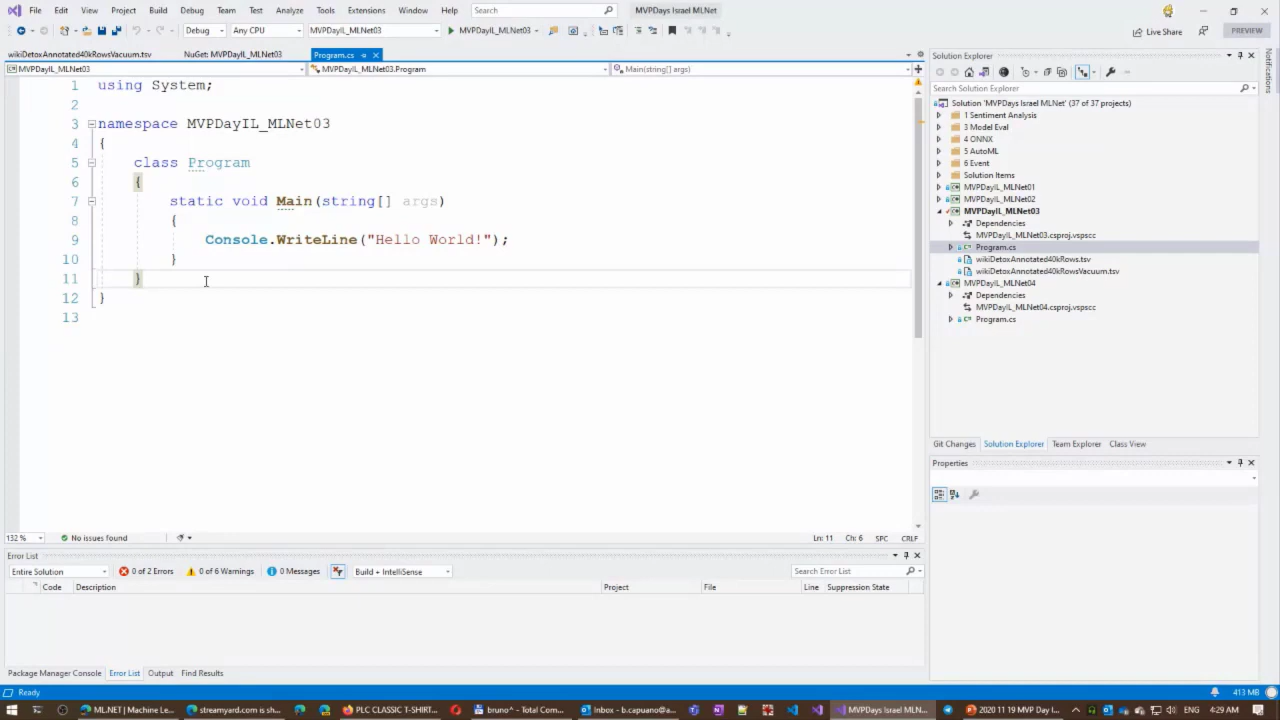 File Edit View Project Build Debug Team Test Analyze Tools Extensions Window Help Search MVPDays Israel MLNet
Debug Any CPU MVPDayIL_MLNet03 MVPDayIL_MLNet03 Live Share PREVIEW
wikiDetoxAnnotated40kRowsVacuum.tsv NuGet: MVPDayIL_MLNet03 Program.cs
MVPDayIL_MLNet03 MVPDayIL_MLNet03.Program Main(string[] args)
1 using System;
2
3 namespace MVPDayIL_MLNet03
4 {
5 class Program
6 {
7 static void Main(string[] args)
8 {
9 Console.WriteLine("Hello World!");
10 }
11 }
12 }
13
132 % No issues found Ln: 11 Ch: 6 SPC CRLF
Error List
Entire Solution 0 of 2 Errors 0 of 6 Warnings 0 Messages Build + IntelliSense Search Error List
Code Description Project File Line Suppression State
Package Manager Console Error List Output Find Results
Solution Explorer
Search Solution Explorer
Solution 'MVPDays Israel MLNet' (37 of 37 projects)
1 Sentiment Analysis
3 Model Eval
4 ONNX
5 AutoML
6 Event
Solution Items
MVPDayIL_MLNet01
MVPDayIL_MLNet02
MVPDayIL_MLNet03
Dependencies
MVPDayIL_MLNet03.csproj.vspscc
Program.cs
wikiDetoxAnnotated40kRows.tsv
wikiDetoxAnnotated40kRowsVacuum.tsv
MVPDayIL_MLNet04
Dependencies
MVPDayIL_MLNet04.csproj.vspscc
Program.cs
Git Changes Solution Explorer Team Explorer Class View
Properties
Notifications
Ready 413 MB
ML.NET | Machine Le... streamyard.com is sh... PLC CLASSIC T-SHIRT... bruno^ - Total Com... Inbox - b.capuano@a... MVPDays Israel MLN... 2020 11 19 MVP Day I... ENG 4:29 AM